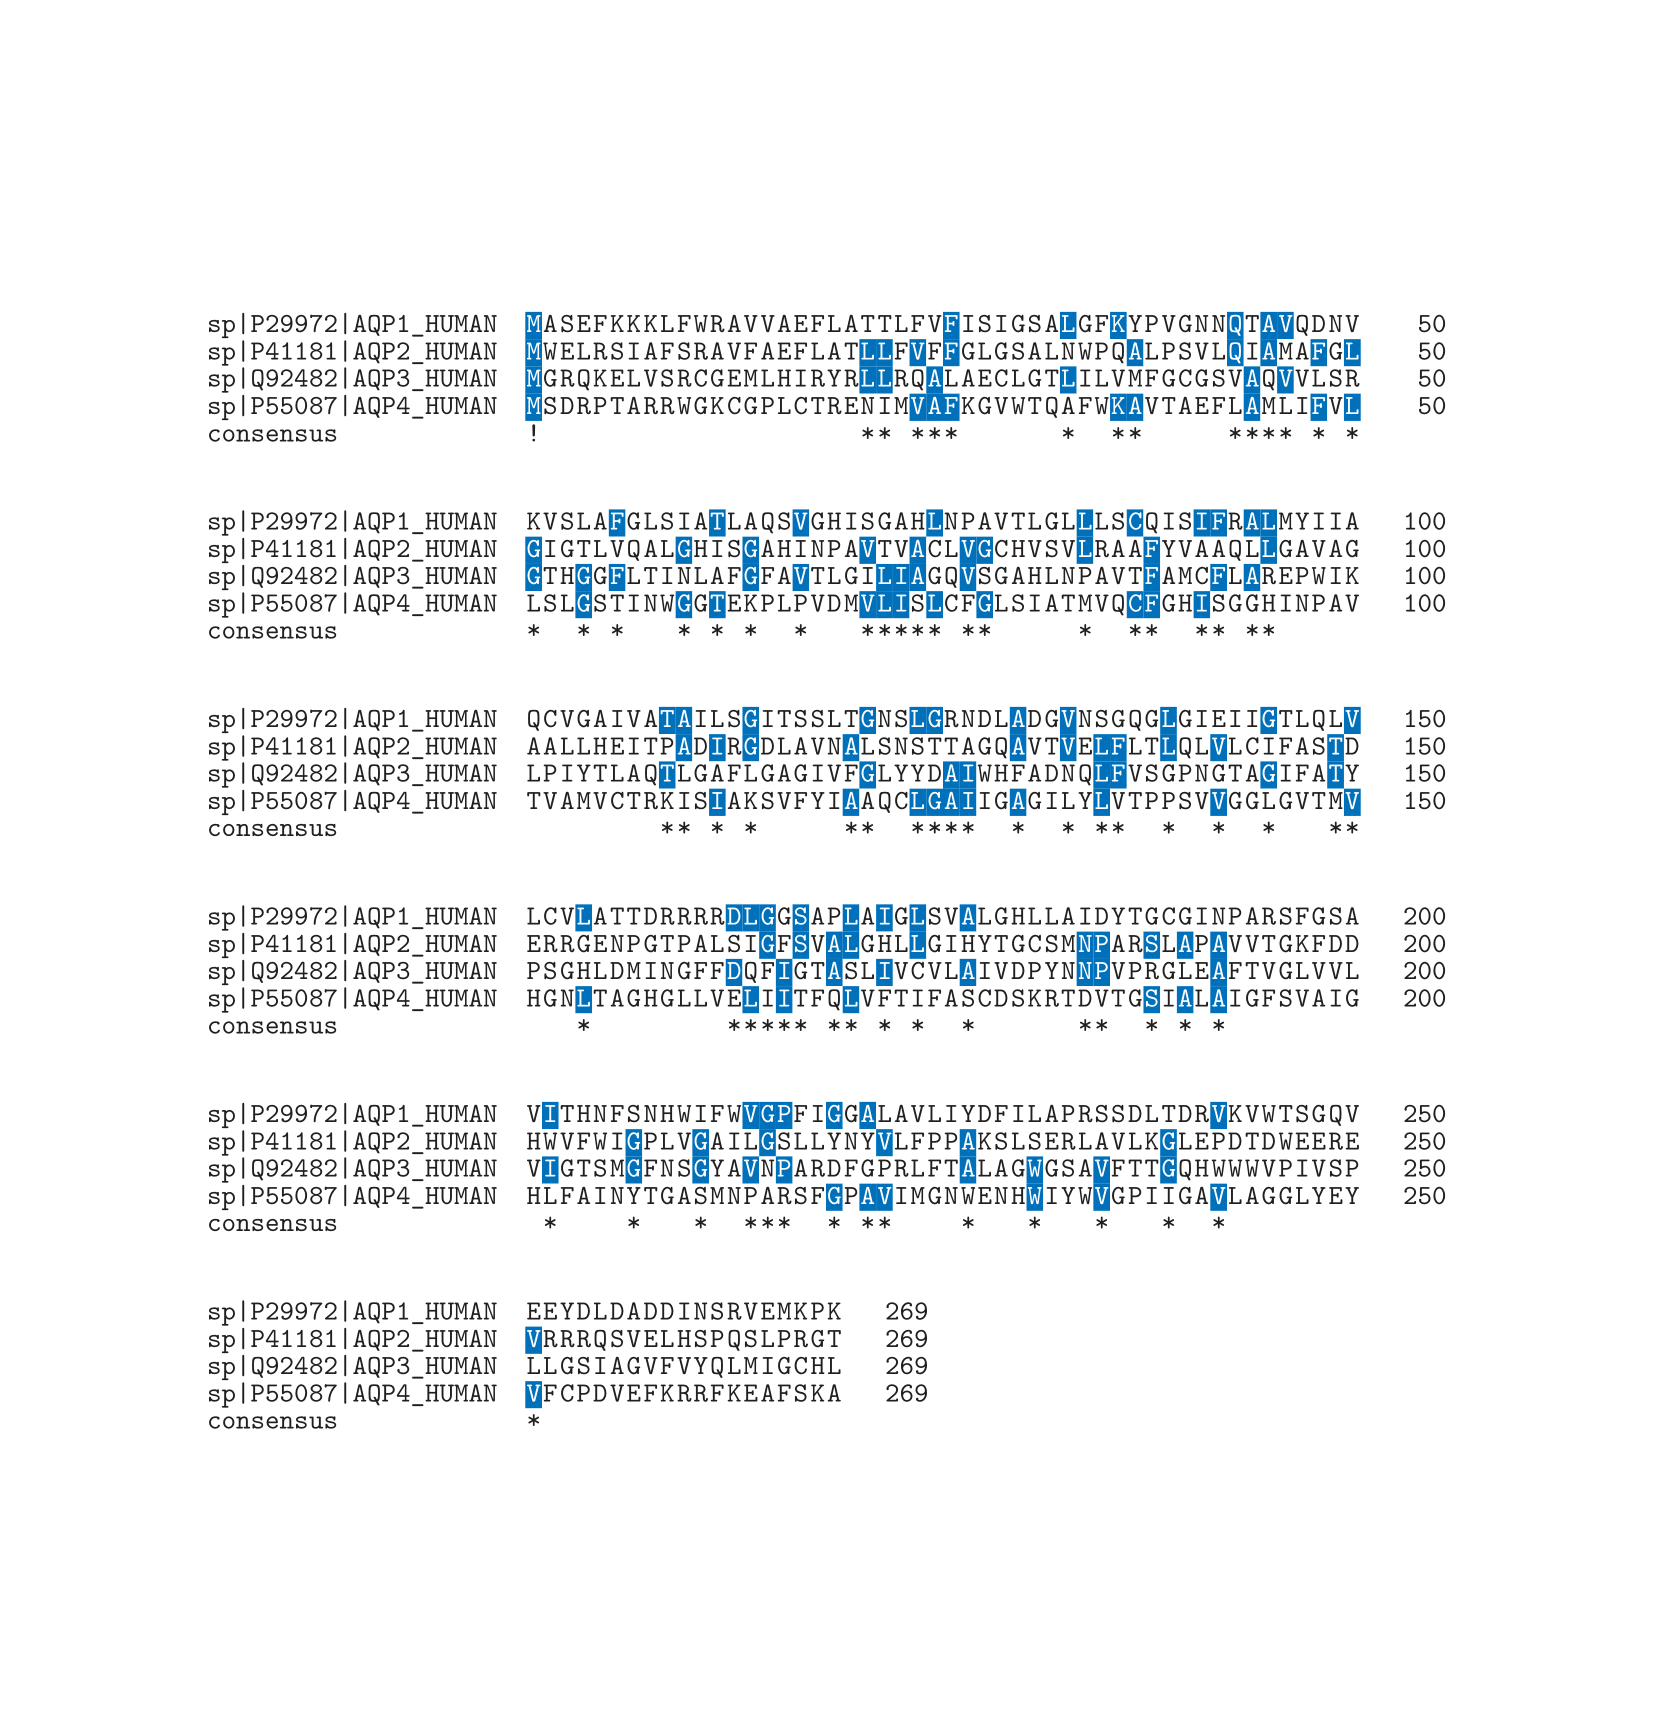 sp|P29972|AQP1_HUMAN MASEFKKKLFWRAVVAEFLATTLFVFISIGSALGFKYPVGNNQTAVQDNV 50
sp|P41181|AQP2_HUMAN MWELRSIAFSRAVFAEFLATLLFVFFGLGSALNWPQALPSVLQIAMAFGL 50
sp|Q92482|AQP3_HUMAN MGRQKELVSRCGEMLHIRYRLLRQALAECLGTLILVMFGCGSVAQVVLSR 50
sp|P55087|AQP4_HUMAN MSDRPTARRWGKCGPLCTRENIMVAFKGVWTQAFWKAVTAEFLAMLIFVL 50
consensus ! ** *** * ** **** * *
sp|P29972|AQP1_HUMAN KVSLAFGLSIATLAQSVGHISGAHLNPAVTLGLLLSCQISIFRALMYIIA 100
sp|P41181|AQP2_HUMAN GIGTLVQALGHISGAHINPAVTVACLVGCHVSVLRAAFYVAAQLLGAVAG 100
sp|Q92482|AQP3_HUMAN GTHGGFLTINLAFGFAVTLGILIAGQVSGAHLNPAVTFAMCFLAREPWIK 100
sp|P55087|AQP4_HUMAN LSLGSTINWGGTEKPLPVDMVLISLCFGLSIATMVQCFGHISGGHINPAV 100
consensus * * * * * * * ***** ** * ** ** **
sp|P29972|AQP1_HUMAN QCVGAIVATAILSGITSSLTGNSLGRNDLADGVNSGQGLGIEIIGTLQLV 150
sp|P41181|AQP2_HUMAN AALLHEITPADIRGDLAVNALSNSTTAGQAVTVELFLTLQLVLCIFASTD 150
sp|Q92482|AQP3_HUMAN LPIYTLAQTLGAFLGAGIVFGLYYDAIWHFADNQLFVSGPNGTAGIFATY 150
sp|P55087|AQP4_HUMAN TVAMVCTRKISIAKSVFYIAAQCLGAIIGAGILYLVTPPSVVGGLGVTMV 150
consensus ** * * ** **** * * ** * * * **
sp|P29972|AQP1_HUMAN LCVLATTDRRRRDLGGSAPLAIGLSVALGHLLAIDYTGCGINPARSFGSA 200
sp|P41181|AQP2_HUMAN ERRGENPGTPALSIGFSVALGHLLGIHYTGCSMNPARSLAPAVVTGKFDD 200
sp|Q92482|AQP3_HUMAN PSGHLDMINGFFDQFIGTASLIVCVLAIVDPYNNPVPRGLEAFTVGLVVL 200
sp|P55087|AQP4_HUMAN HGNLTAGHGLLVELIITFQLVFTIFASCDSKRTDVTGSIALAIGFSVAIG 200
consensus * ***** ** * * * ** * * *
sp|P29972|AQP1_HUMAN VITHNFSNHWIFWVGPFIGGALAVLIYDFILAPRSSDLTDRVKVWTSGQV 250
sp|P41181|AQP2_HUMAN HWVFWIGPLVGAILGSLLYNYVLFPPAKSLSERLAVLKGLEPDTDWEERE 250
sp|Q92482|AQP3_HUMAN VIGTSMGFNSGYAVNPARDFGPRLFTALAGWGSAVFTTGQHWWWVPIVSP 250
sp|P55087|AQP4_HUMAN HLFAINYTGASMNPARSFGPAVIMGNWENHWIYWVGPIIGAVLAGGLYEY 250
consensus * * * *** * ** * * * * *
sp|P29972|AQP1_HUMAN EEYDLDADDINSRVEMKPK 269
sp|P41181|AQP2_HUMAN VRRRQSVELHSPQSLPRGT 269
sp|Q92482|AQP3_HUMAN LLGSIAGVFVYQLMIGCHL 269
sp|P55087|AQP4_HUMAN VFCPDVEFKRRFKEAFSKA 269
consensus *